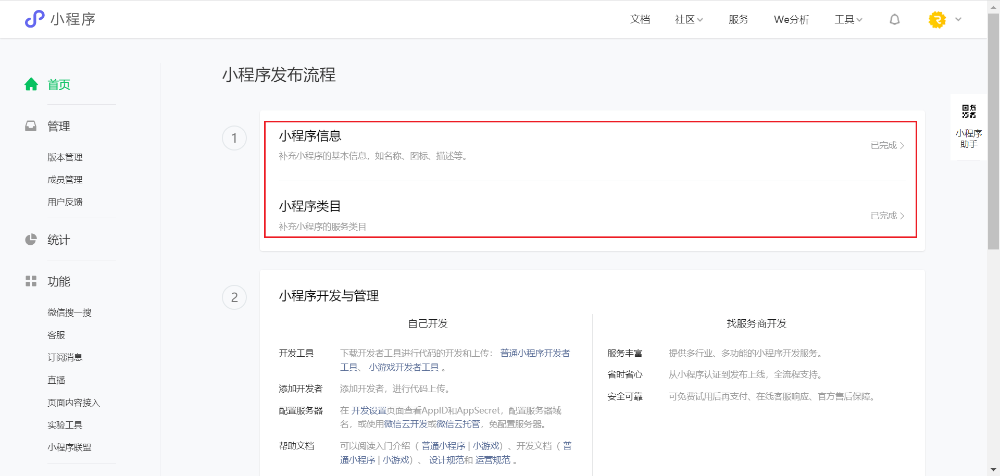 小程序
文档
社区
服务
We分析
工具
首页
管理
版本管理
成员管理
用户反馈
统计
功能
微信搜一搜
客服
订阅消息
直播
页面内容接入
实验工具
小程序联盟
小程序发布流程
1
小程序信息
补充小程序的基本信息，如名称、图标、描述等。
已完成
小程序类目
补充小程序的服务类目
已完成
2
小程序开发与管理
自己开发
开发工具
下载开发者工具进行代码的开发和上传： 普通小程序开发者
工具、 小游戏开发者工具 。
添加开发者
添加开发者，进行代码上传。
配置服务器
在 开发设置页面查看AppID和AppSecret，配置服务器域
名，或使用微信云开发或微信云托管，免配置服务器。
帮助文档
可以阅读入门介绍（ 普通小程序 | 小游戏）、开发文档（ 普
通小程序 | 小游戏）、 设计规范和 运营规范 。
找服务商开发
服务丰富
提供多行业、多功能的小程序开发服务。
省时省心
从小程序认证到发布上线，全流程支持。
安全可靠
可免费试用后再支付、在线客服响应、官方售后保障。
小程序
助手